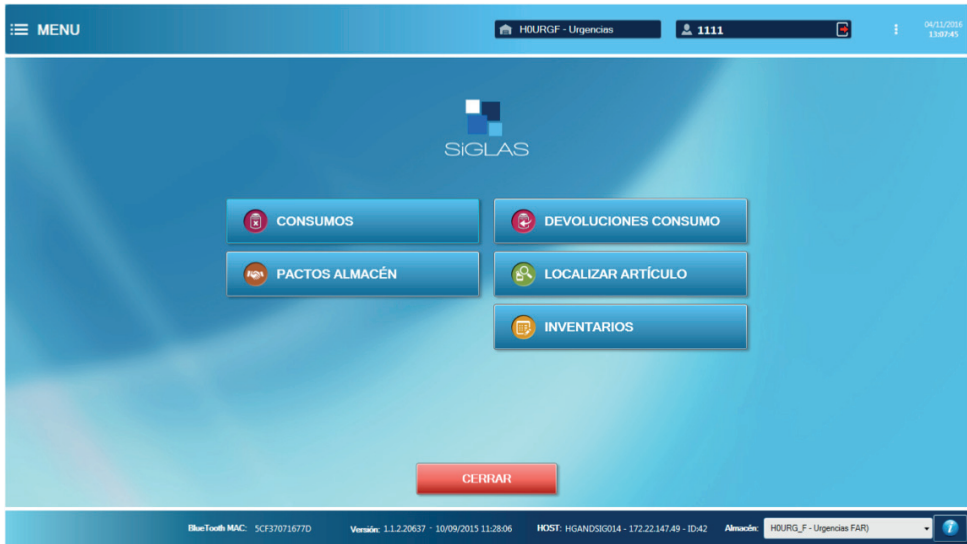 MENU
H0URGF - Urgencias
1111
04/11/2016
13:07:45
SiGLAS
CONSUMOS
DEVOLUCIONES CONSUMO
PACTOS ALMACÉN
LOCALIZAR ARTÍCULO
INVENTARIOS
CERRAR
BlueTooth MAC: 5CF37071677D
Versión: 1.1.2.20637 - 10/09/2015 11:28:06
HOST: HGANDSIG014 - 172.22.147.49 - ID:42
Almacén: H0URG_F - Urgencias FAR)